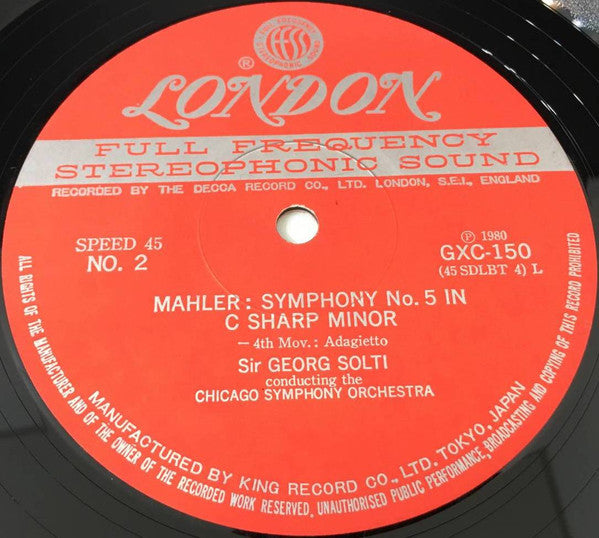 FULL FREQUENCY
STEREOPHONIC SOUND
ffss
®
LONDON
FULL FREQUENCY
STEREOPHONIC SOUND
RECORDED BY THE DECCA RECORD CO., LTD. LONDON, S.E.I., ENGLAND
SPEED 45
NO. 2
Ⓟ 1980
GXC-150
(45 SDLBT 4) L
MAHLER: SYMPHONY No. 5 IN
C SHARP MINOR
— 4th Mov.: Adagietto
Sir GEORG SOLTI
conducting the
CHICAGO SYMPHONY ORCHESTRA
MANUFACTURED BY KING RECORD CO., LTD. TOKYO, JAPAN
ALL RIGHTS OF THE MANUFACTURER AND OF THE OWNER OF THE RECORDED WORK RESERVED, UNAUTHORISED PUBLIC PERFORMANCE, BROADCASTING AND COPYING OF THIS RECORD PROHIBITED